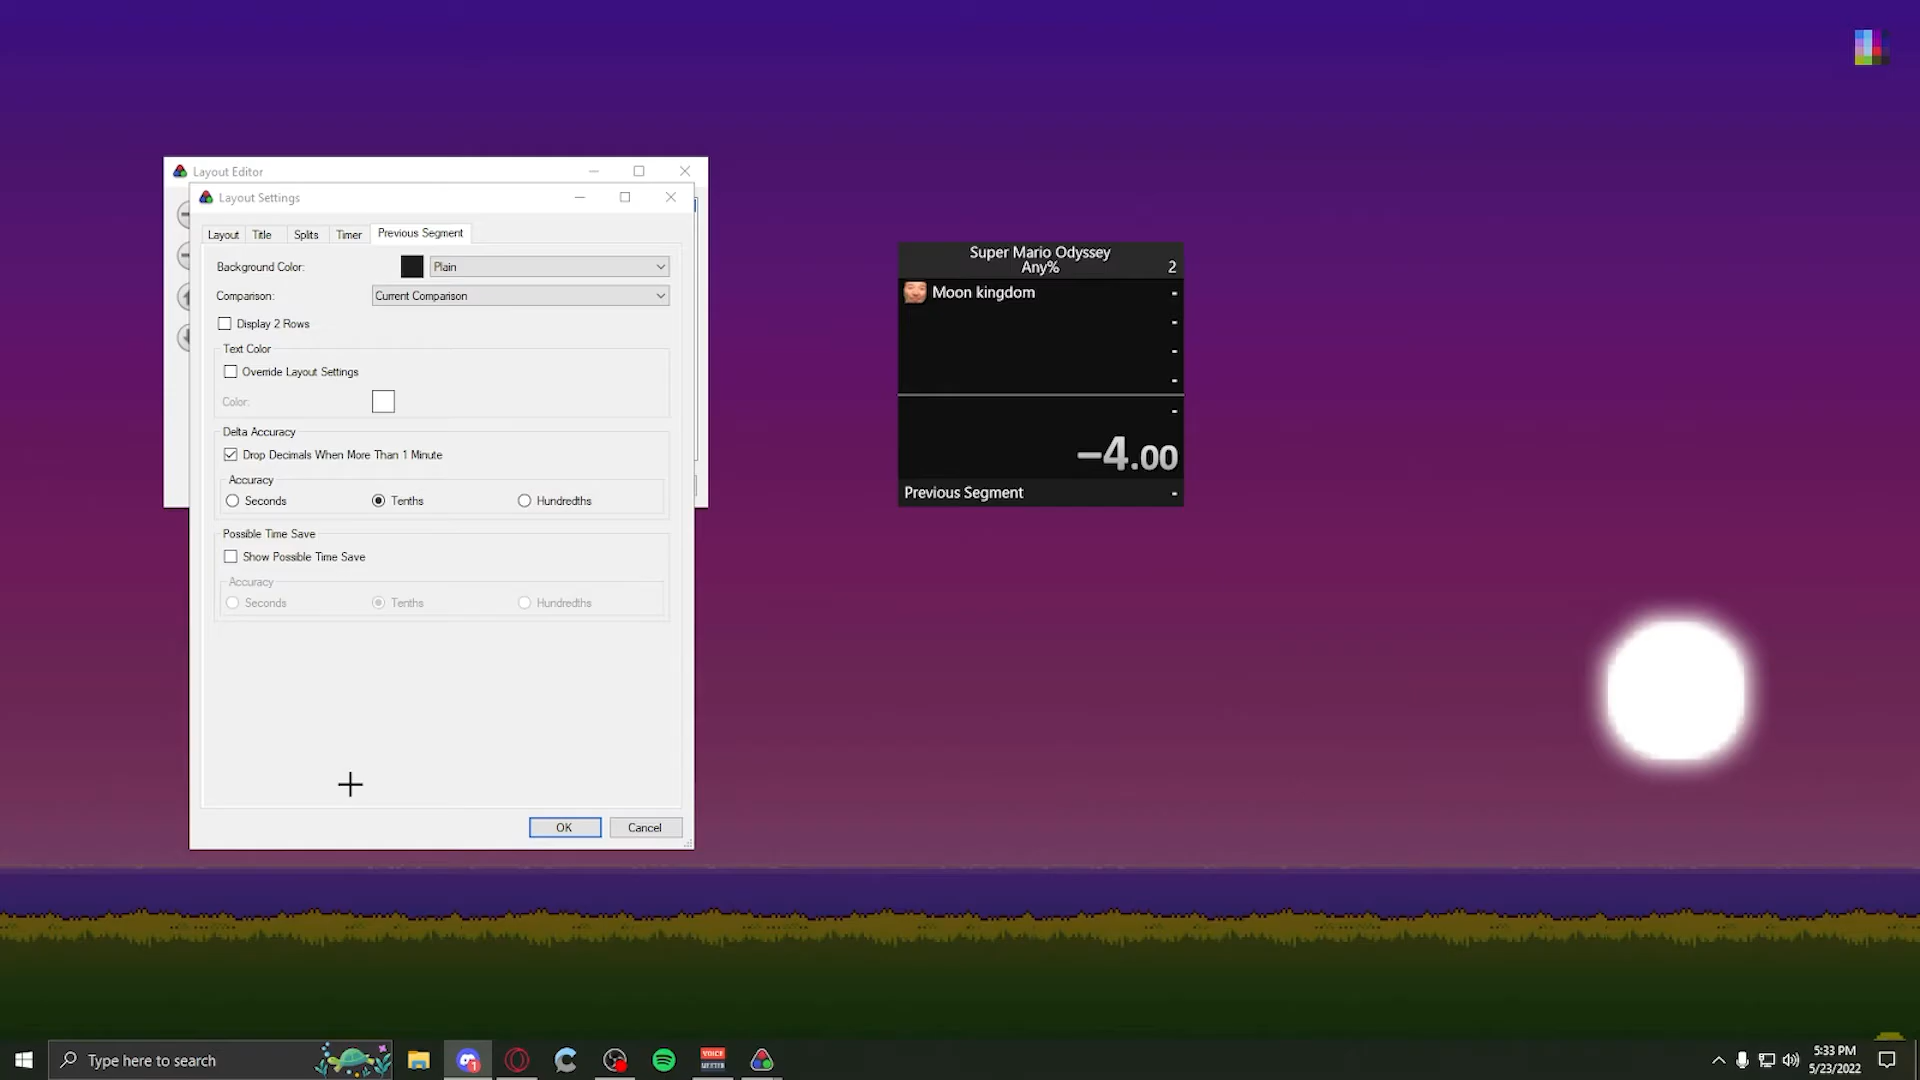 Layout Editor
Layout Settings
Layout Title Splits Timer Previous Segment
Background Color: Plain
Comparison: Current Comparison
Display 2 Rows
Text Color
Override Layout Settings
Color:
Delta Accuracy
Drop Decimals When More Than 1 Minute
Accuracy
Seconds Tenths Hundredths
Possible Time Save
Show Possible Time Save
Accuracy
Seconds Tenths Hundredths
OK Cancel
Super Mario Odyssey
Any% 2
Moon kingdom -
-
-
-
-
−4.00
Previous Segment -
Type here to search
1
VOICE
5:33 PM
5/23/2022